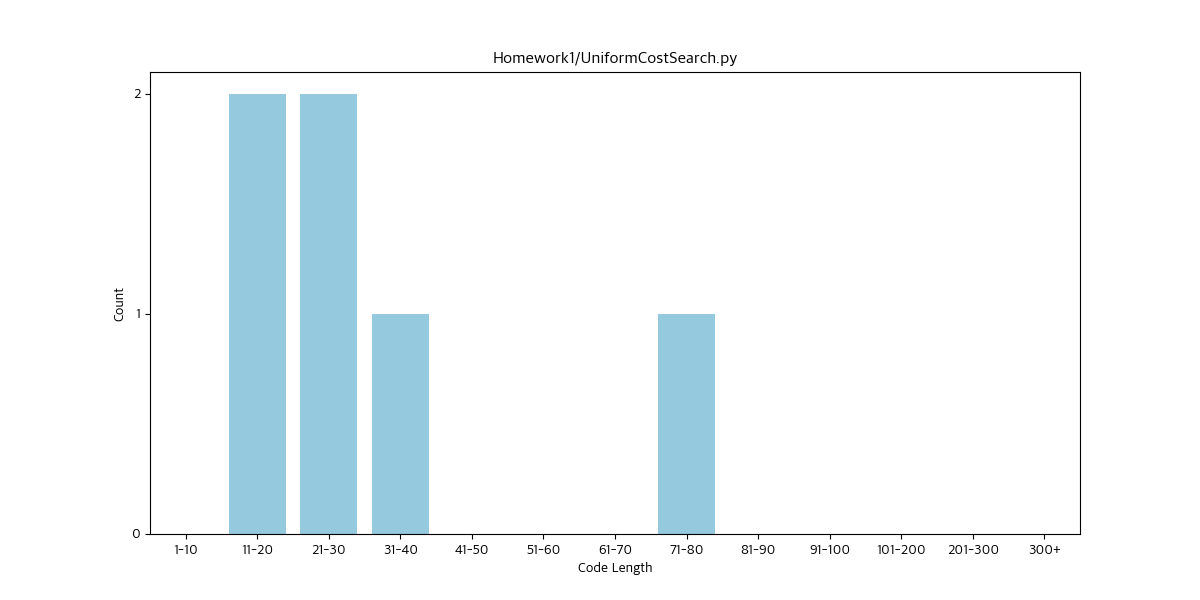 Homework1/UniformCostSearch.py
2
1
0
Count
1-10 11-20 21-30 31-40 41-50 51-60 61-70 71-80 81-90 91-100 101-200 201-300 300+
Code Length